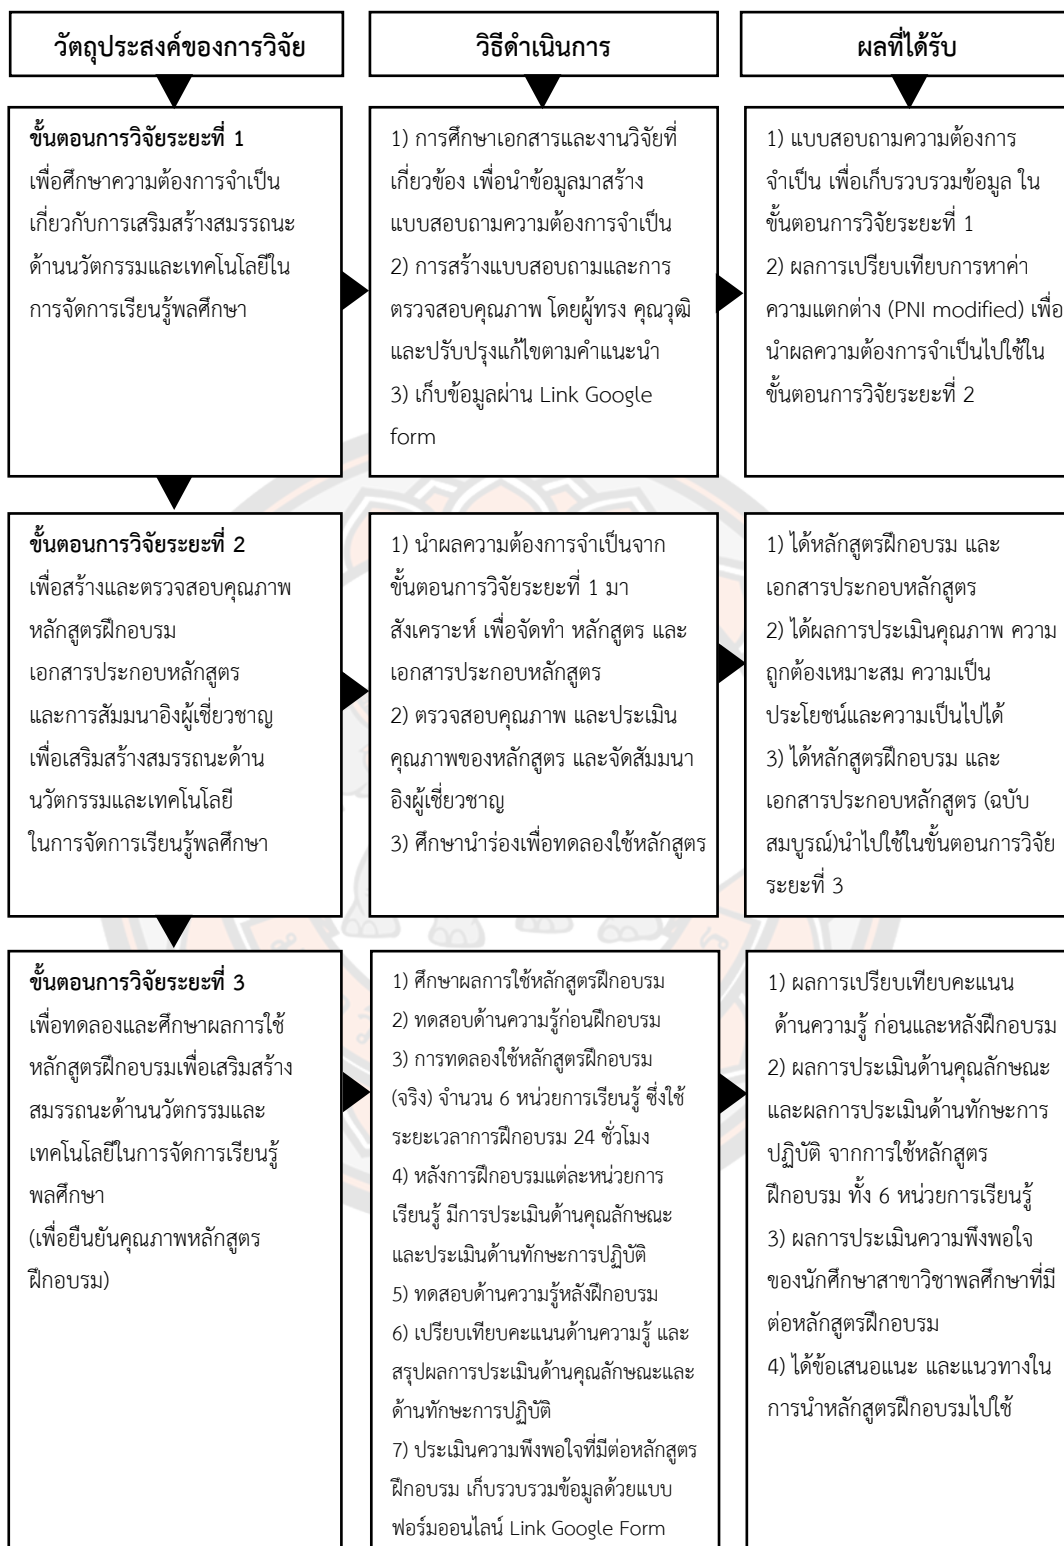 วัตถุประสงค์ของการวิจัย
วิธีดำเนินการ
ผลที่ได้รับ
ขั้นตอนการวิจัยระยะที่ 1
เพื่อศึกษาความต้องการจำเป็น
เกี่ยวกับการเสริมสร้างสมรรถนะ
ด้านนวัตกรรมและเทคโนโลยีใน
การจัดการเรียนรู้พลศึกษา
1) การศึกษาเอกสารและงานวิจัยที่
เกี่ยวข้อง เพื่อนำข้อมูลมาสร้าง
แบบสอบถามความต้องการจำเป็น
2) การสร้างแบบสอบถามและการ
ตรวจสอบคุณภาพ โดยผู้ทรง คุณวุฒิ
และปรับปรุงแก้ไขตามคำแนะนำ
3) เก็บข้อมูลผ่าน Link Google
form
1) แบบสอบถามความต้องการ
จำเป็น เพื่อเก็บรวบรวมข้อมูล ใน
ขั้นตอนการวิจัยระยะที่ 1
2) ผลการเปรียบเทียบการหาค่า
ความแตกต่าง (PNI modified) เพื่อ
นำผลความต้องการจำเป็นไปใช้ใน
ขั้นตอนการวิจัยระยะที่ 2
ขั้นตอนการวิจัยระยะที่ 2
เพื่อสร้างและตรวจสอบคุณภาพ
หลักสูตรฝึกอบรม
เอกสารประกอบหลักสูตร
และการสัมมนาอิงผู้เชี่ยวชาญ
เพื่อเสริมสร้างสมรรถนะด้าน
นวัตกรรมและเทคโนโลยี
ในการจัดการเรียนรู้พลศึกษา
1) นำผลความต้องการจำเป็นจาก
ขั้นตอนการวิจัยระยะที่ 1 มา
สังเคราะห์ เพื่อจัดทำ หลักสูตร และ
เอกสารประกอบหลักสูตร
2) ตรวจสอบคุณภาพ และประเมิน
คุณภาพของหลักสูตร และจัดสัมมนา
อิงผู้เชี่ยวชาญ
3) ศึกษานำร่องเพื่อทดลองใช้หลักสูตร
1) ได้หลักสูตรฝึกอบรม และ
เอกสารประกอบหลักสูตร
2) ได้ผลการประเมินคุณภาพ ความ
ถูกต้องเหมาะสม ความเป็น
ประโยชน์และความเป็นไปได้
3) ได้หลักสูตรฝึกอบรม และ
เอกสารประกอบหลักสูตร (ฉบับ
สมบูรณ์)นำไปใช้ในขั้นตอนการวิจัย
ระยะที่ 3
ขั้นตอนการวิจัยระยะที่ 3
เพื่อทดลองและศึกษาผลการใช้
หลักสูตรฝึกอบรมเพื่อเสริมสร้าง
สมรรถนะด้านนวัตกรรมและ
เทคโนโลยีในการจัดการเรียนรู้
พลศึกษา
(เพื่อยืนยันคุณภาพหลักสูตร
ฝึกอบรม)
1) ศึกษาผลการใช้หลักสูตรฝึกอบรม
2) ทดสอบด้านความรู้ก่อนฝึกอบรม
3) การทดลองใช้หลักสูตรฝึกอบรม
(จริง) จำนวน 6 หน่วยการเรียนรู้ ซึ่งใช้
ระยะเวลาการฝึกอบรม 24 ชั่วโมง
4) หลังการฝึกอบรมแต่ละหน่วยการ
เรียนรู้ มีการประเมินด้านคุณลักษณะ
และประเมินด้านทักษะการปฏิบัติ
5) ทดสอบด้านความรู้หลังฝึกอบรม
6) เปรียบเทียบคะแนนด้านความรู้ และ
สรุปผลการประเมินด้านคุณลักษณะและ
ด้านทักษะการปฏิบัติ
7) ประเมินความพึงพอใจที่มีต่อหลักสูตร
ฝึกอบรม เก็บรวบรวมข้อมูลด้วยแบบ
ฟอร์มออนไลน์ Link Google Form
1) ผลการเปรียบเทียบคะแนน
ด้านความรู้ ก่อนและหลังฝึกอบรม
2) ผลการประเมินด้านคุณลักษณะ
และผลการประเมินด้านทักษะการ
ปฏิบัติ จากการใช้หลักสูตร
ฝึกอบรม ทั้ง 6 หน่วยการเรียนรู้
3) ผลการประเมินความพึงพอใจ
ของนักศึกษาสาขาวิชาพลศึกษาที่มี
ต่อหลักสูตรฝึกอบรม
4) ได้ข้อเสนอแนะ และแนวทางใน
การนำหลักสูตรฝึกอบรมไปใช้